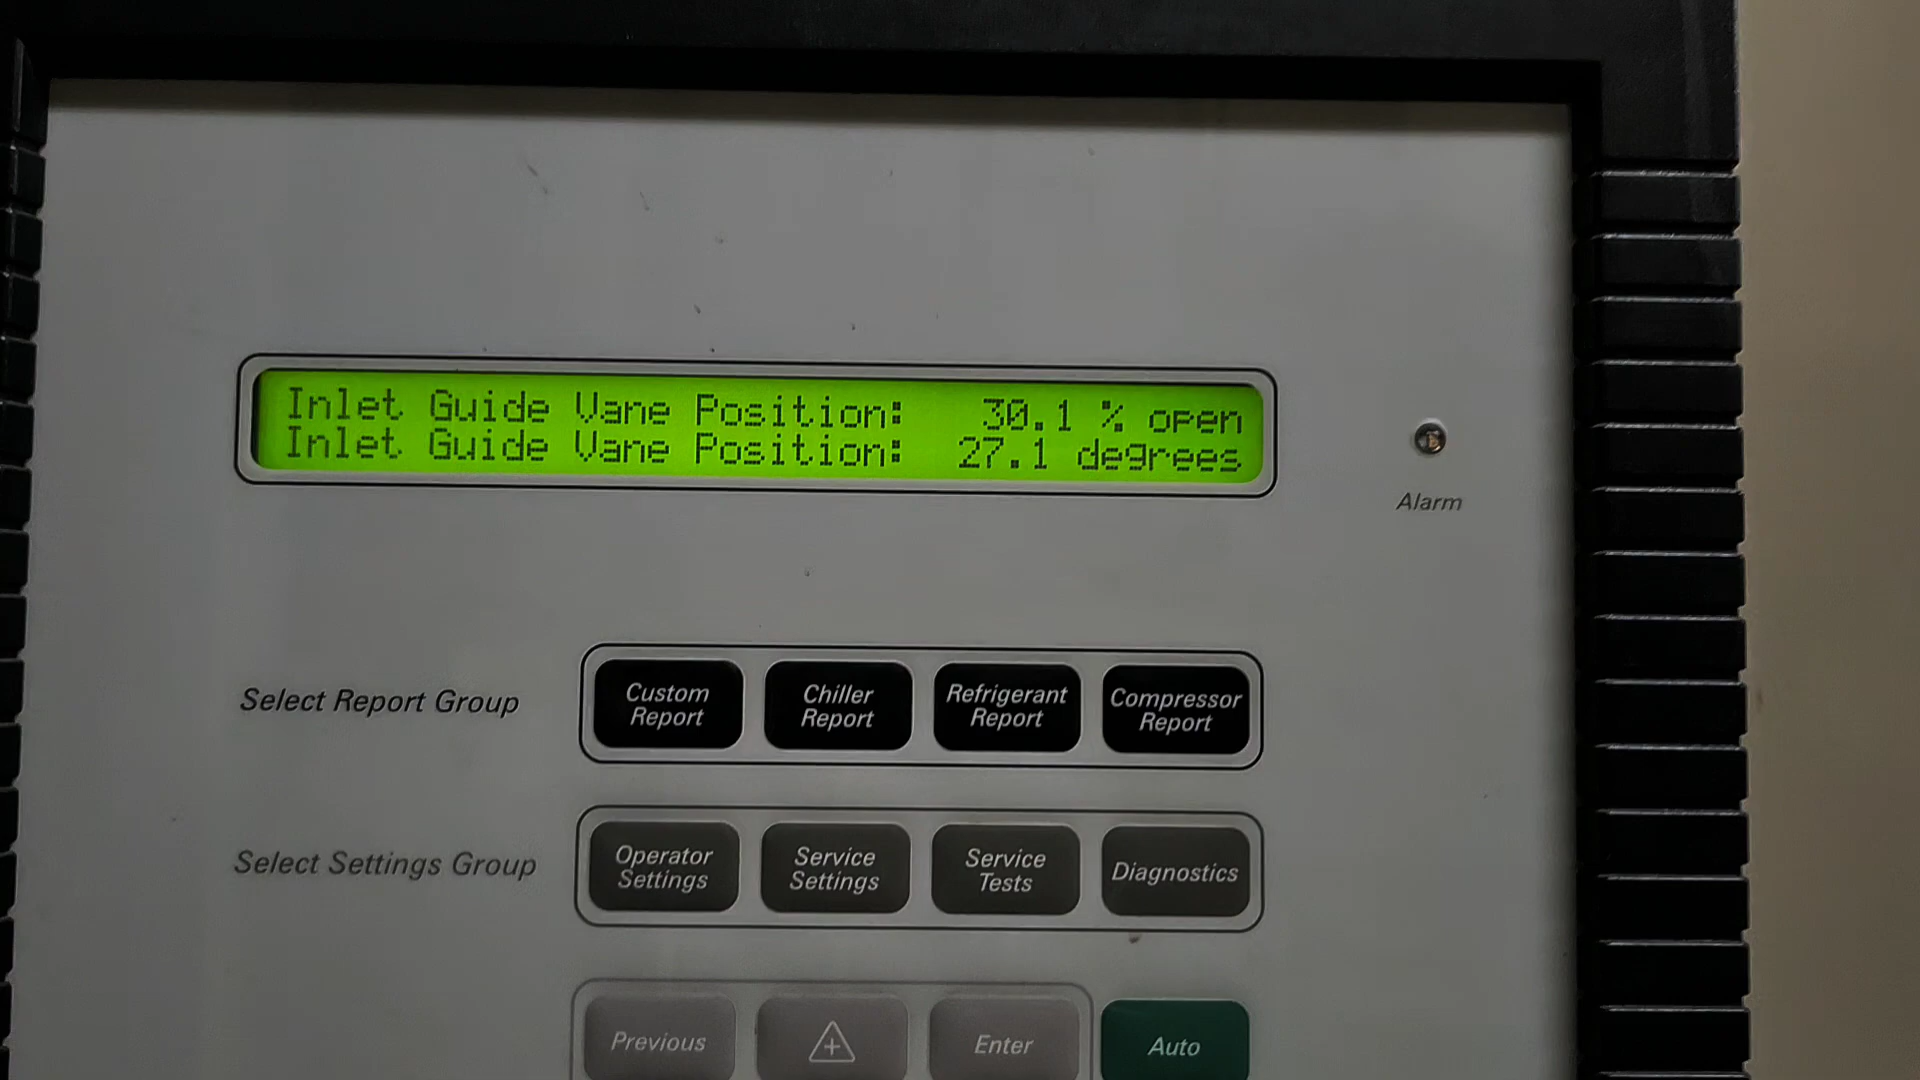 Inlet Guide Vane Position: 30.1 % open
Inlet Guide Vane Position: 27.1 degrees
Alarm
Select Report Group
Custom Report
Chiller Report
Refrigerant Report
Compressor Report
Select Settings Group
Operator Settings
Service Settings
Service Tests
Diagnostics
Previous
+
Enter
Auto